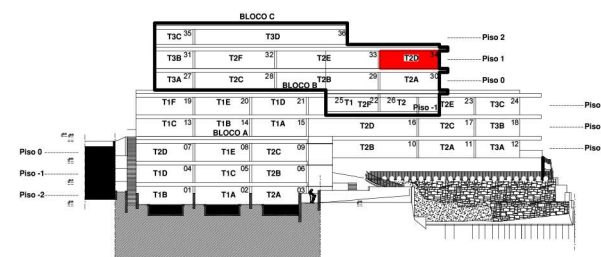 BLOCO C
T3C 35 T3D 36 Piso 2
T3B 31 T2F 32 T2E 33 T2D Piso 1
T3A 27 T2C 28 T2B 29 T2A 30 Piso 0
BLOCO B
T1F 19 T1E 20 T1D 21 25 T1 T2F 22 26 T2 Piso -1 T2E 23 T3C 24 Piso
T1C 13 T1B 14 T1A 15 T2D 16 T2C 17 T3B 18 Piso
BLOCO A
Piso 0 T2D 07 T1E 08 T2C 09 T2B 10 T2A 11 T3A 12 Piso
Piso -1 T1D 04 T1C 05 T2B 06
Piso -2 T1B 01 T1A 02 T2A 03